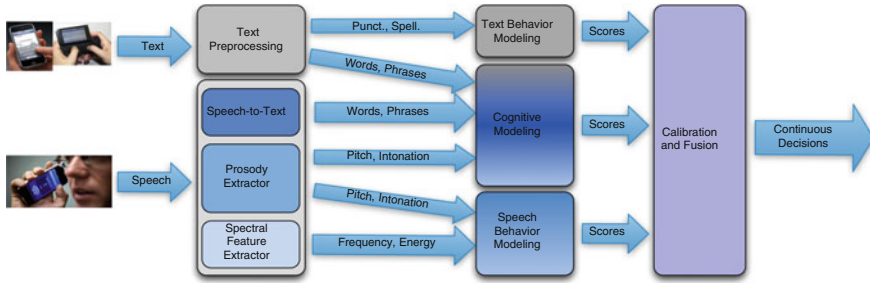 Text
Text
Preprocessing
Punct., Spell.
Text Behavior
Modeling
Scores
Words, Phrases
Speech-to-Text
Words, Phrases
Cognitive
Modeling
Scores
Calibration
and Fusion
Continuous
Decisions
Speech
Prosody
Extractor
Pitch, Intonation
Pitch, Intonation
Spectral
Feature
Extractor
Frequency, Energy
Speech
Behavior
Modeling
Scores